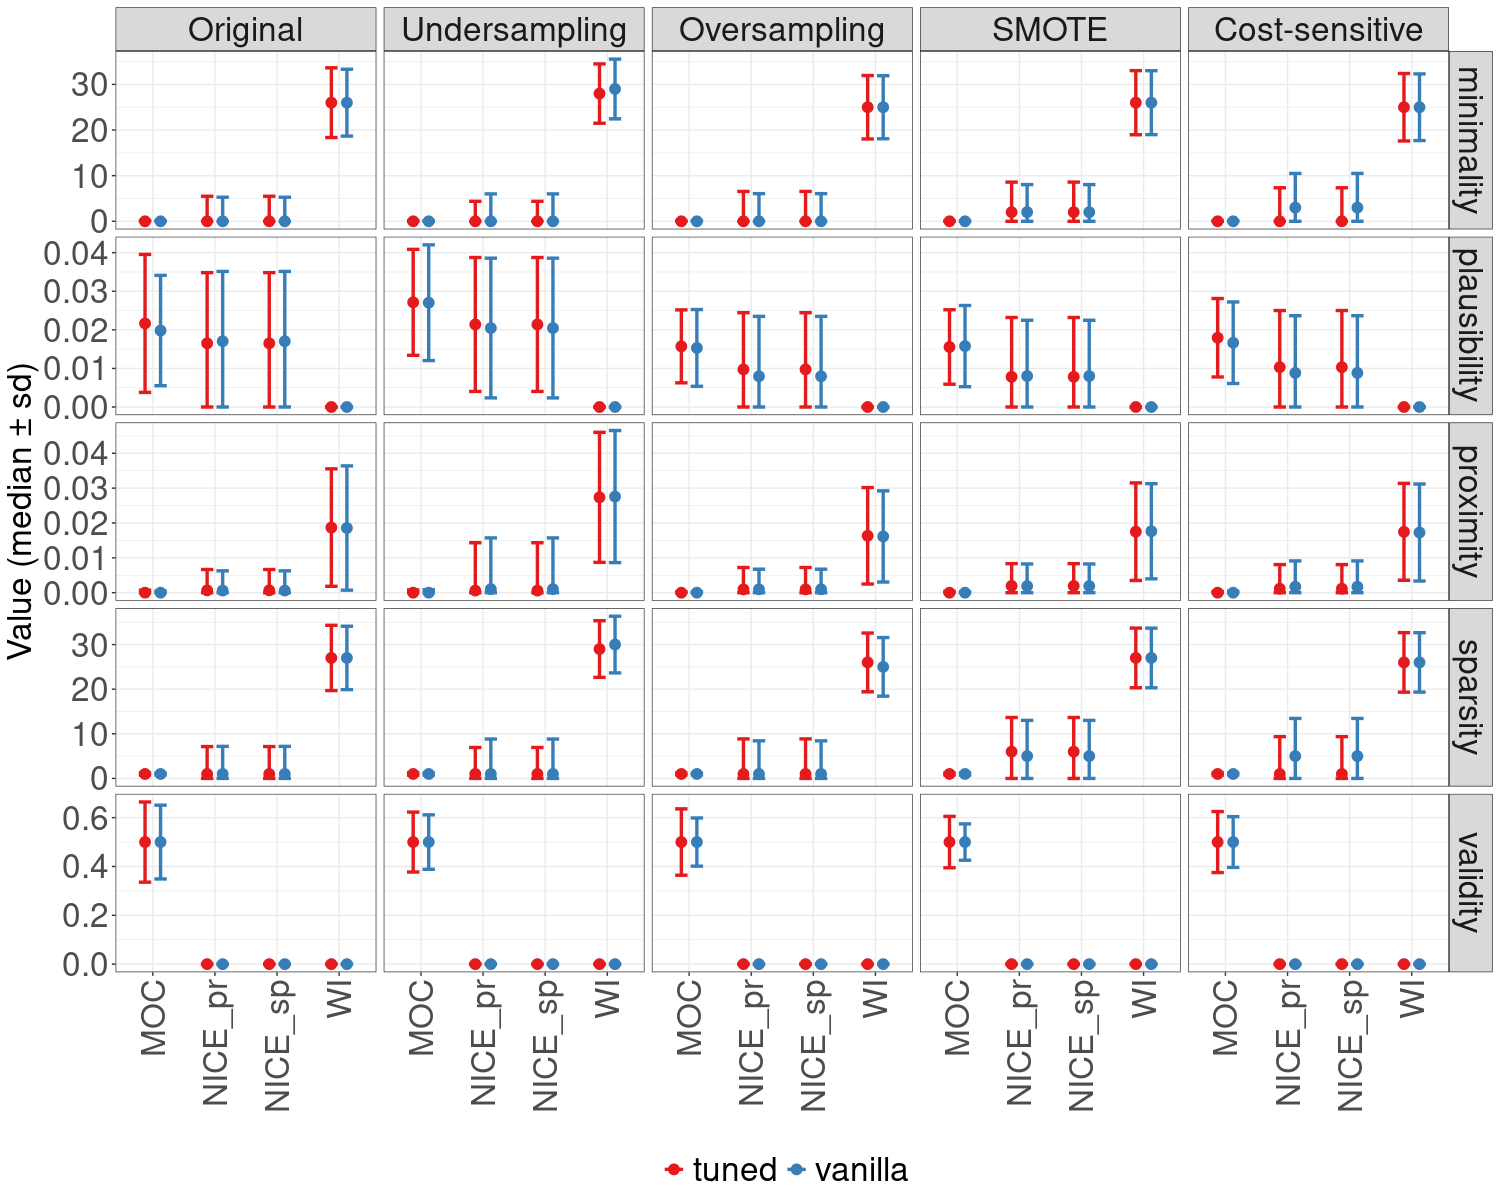 Original Undersampling Oversampling SMOTE Cost-sensitive
Value (median ± sd)
30
20
10
0
minimality
0.04
0.03
0.02
0.01
0.00
plausibility
0.04
0.03
0.02
0.01
0.00
proximity
30
20
10
0
sparsity
0.6
0.4
0.2
0.0
validity
MOC NICE_pr NICE_sp WI MOC NICE_pr NICE_sp WI MOC NICE_pr NICE_sp WI MOC NICE_pr NICE_sp WI MOC NICE_pr NICE_sp WI
tuned vanilla